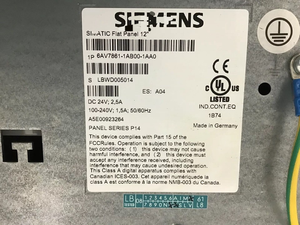 SIEMENS
SIMATIC Flat Panel 12"
1P 6AV7861-1AB00-1AA0
S LBWD005014
ES: A04
DC 24V; 2,5A
100-240V; 1,5A; 50/60Hz
A5E00923264
PANEL SERIES P14
C UL US LISTED
IND.CONT.EQ
1B74
This device complies with Part 15 of the
FCCRules. Operation is subject to the
following two conditions: (1) this device may
not cause harmful interference, and (2) this
device must accept any interference
received, including interference that may
cause undesired operation.
This Class A digital apparatus complies with
Canadian ICES-003. Cet appareil numérique
de la classe A est conforme à la norme NMB-003 du Canada.